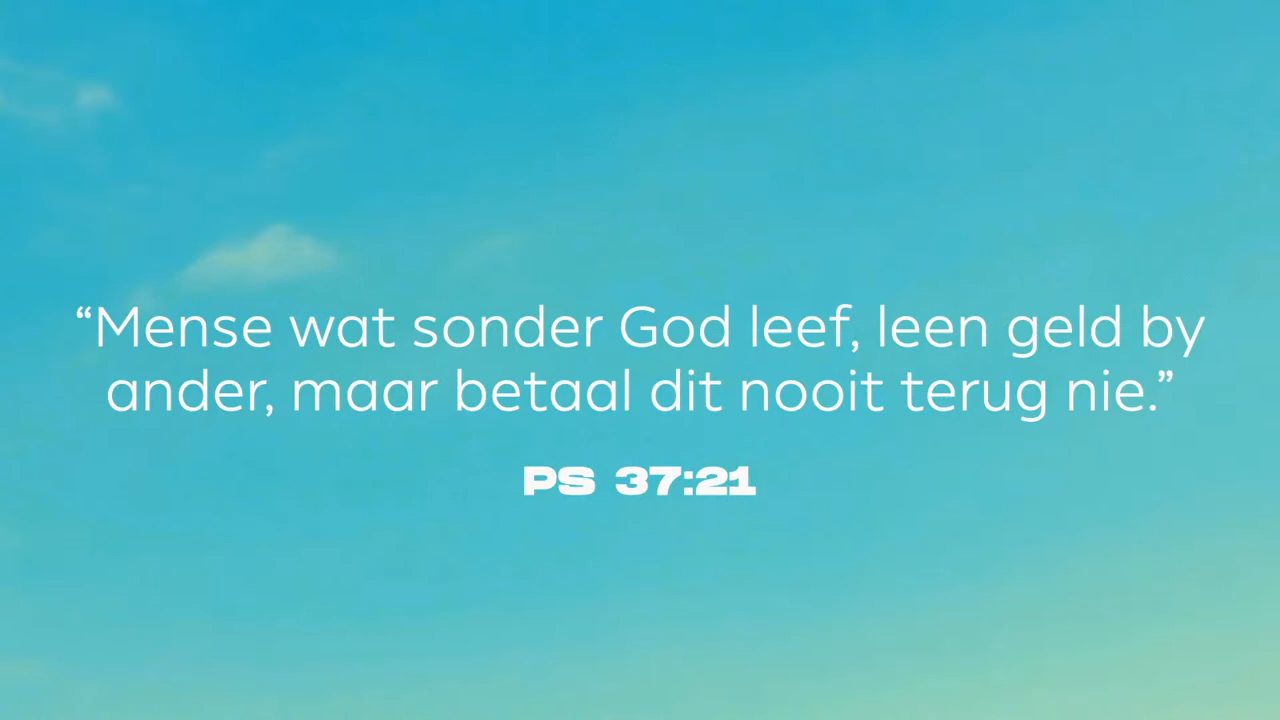 “Mense wat sonder God leef, leen geld by
ander, maar betaal dit nooit terug nie.”
PS 37:21